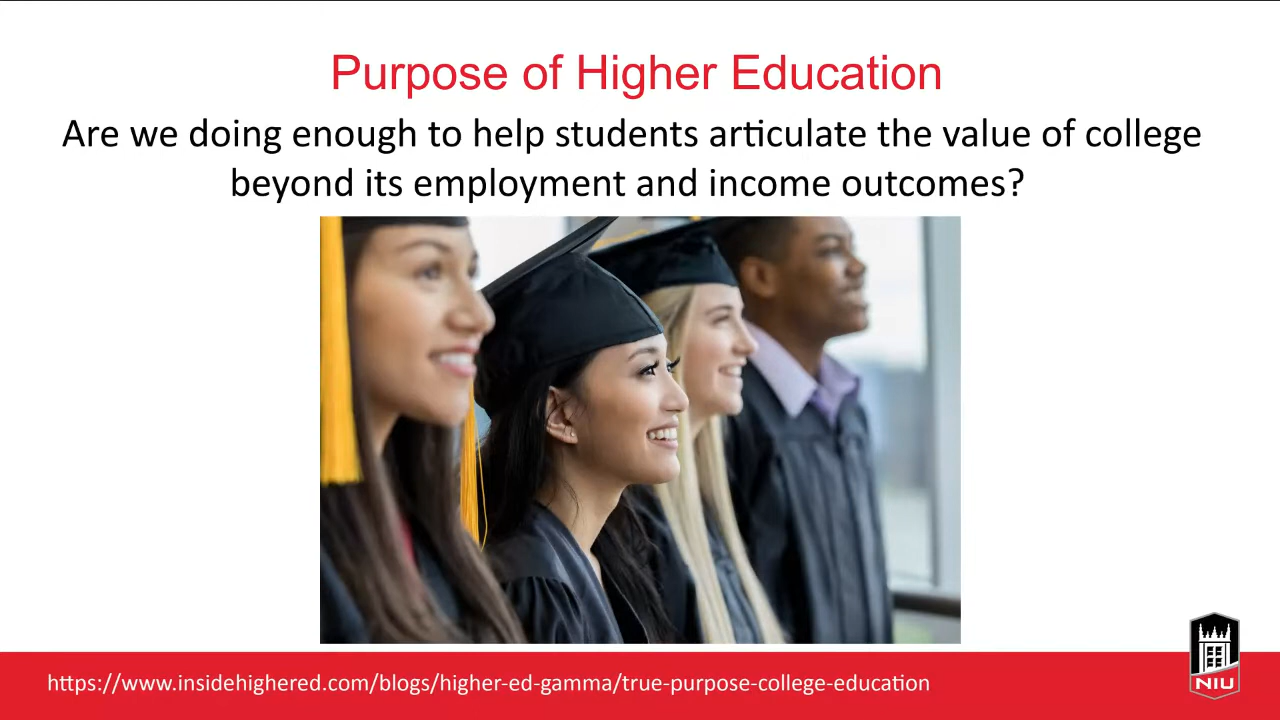 Purpose of Higher Education
Are we doing enough to help students articulate the value of college
beyond its employment and income outcomes?
https://www.insidehighered.com/blogs/higher-ed-gamma/true-purpose-college-education
NIU